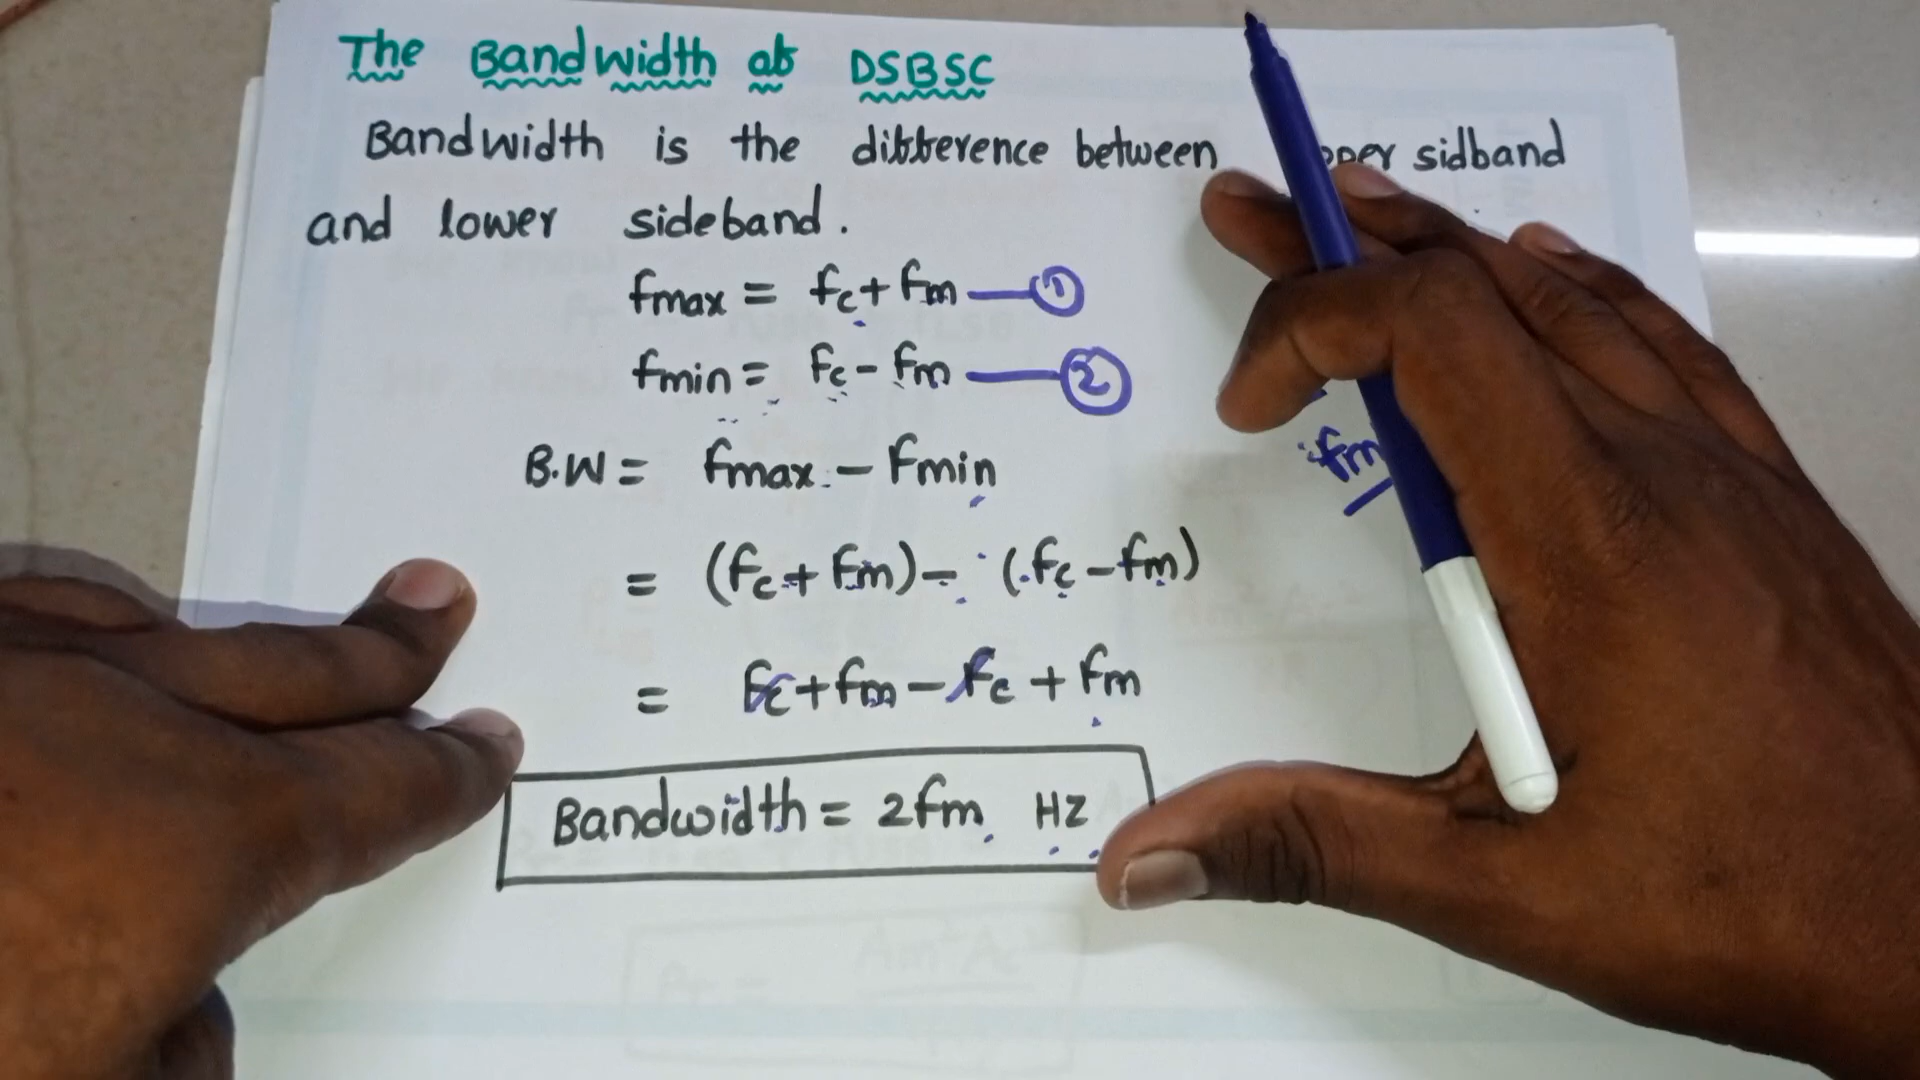 The Bandwidth of DSBSC
Bandwidth is the difference between sidband
and lower sideband.
fmax = fc + fm — ①
fmin = fc - fm — ②
B.W = fmax - fmin
= (fc + fm) - (fc - fm)
= fc + fm - fc + fm
Bandwidth = 2fm HZ
fm